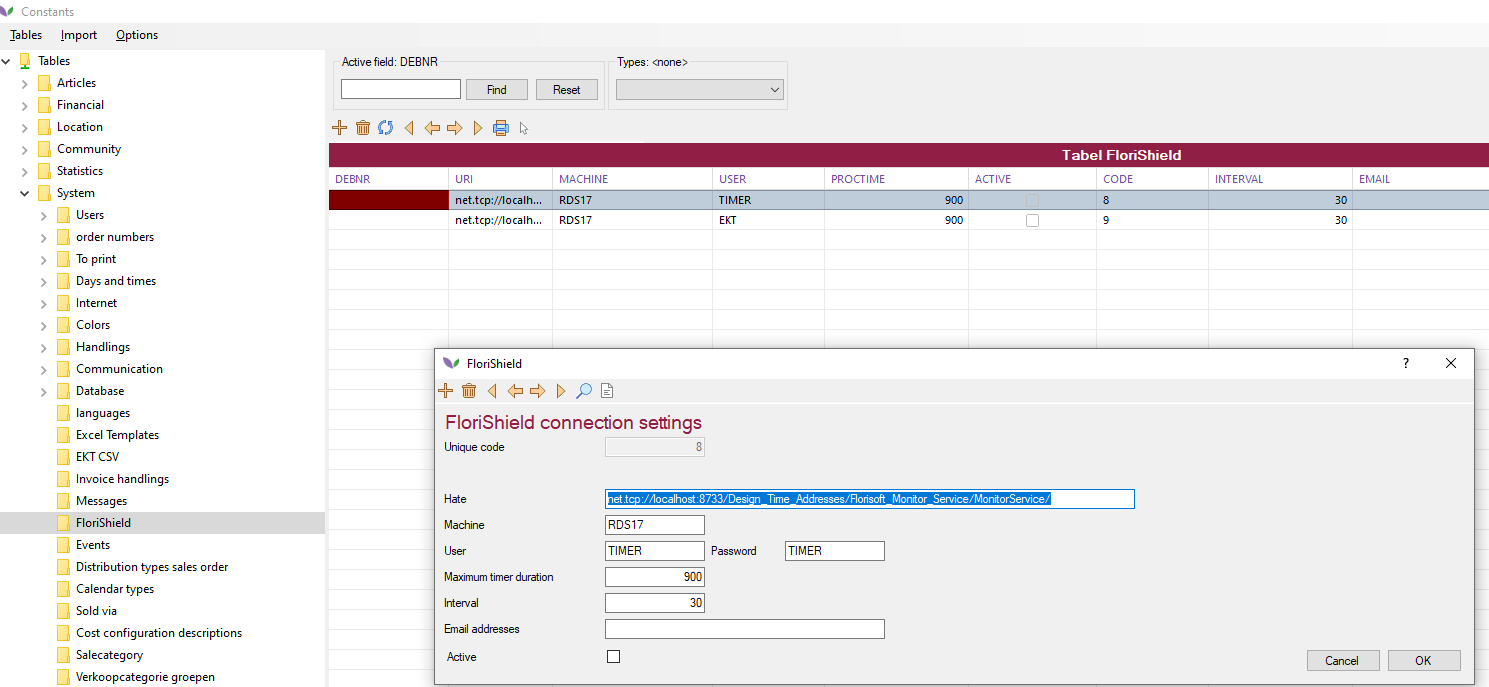 Constants
Tables Import Options
Tables
Articles
Financial
Location
Community
Statistics
System
Users
order numbers
To print
Days and times
Internet
Colors
Handlings
Communication
Database
languages
Excel Templates
EKT CSV
Invoice handlings
Messages
FloriShield
Events
Distribution types sales order
Calendar types
Sold via
Cost configuration descriptions
Salecategory
Verkoopcategorie groepen
Active field: DEBNR
Find Reset
Types: <none>
Tabel FloriShield
DEBNR URI MACHINE USER PROCTIME ACTIVE CODE INTERVAL EMAIL
net.tcp://localh... RDS17 TIMER 900 8 30
net.tcp://localh... RDS17 EKT 900 9 30
FloriShield ?
FloriShield connection settings
Unique code 8
Hate net.tcp://localhost:8733/Design_Time_Addresses/Florisoft_Monitor_Service/MonitorService/
Machine RDS17
User TIMER Password TIMER
Maximum timer duration 900
Interval 30
Email addresses
Active
Cancel OK